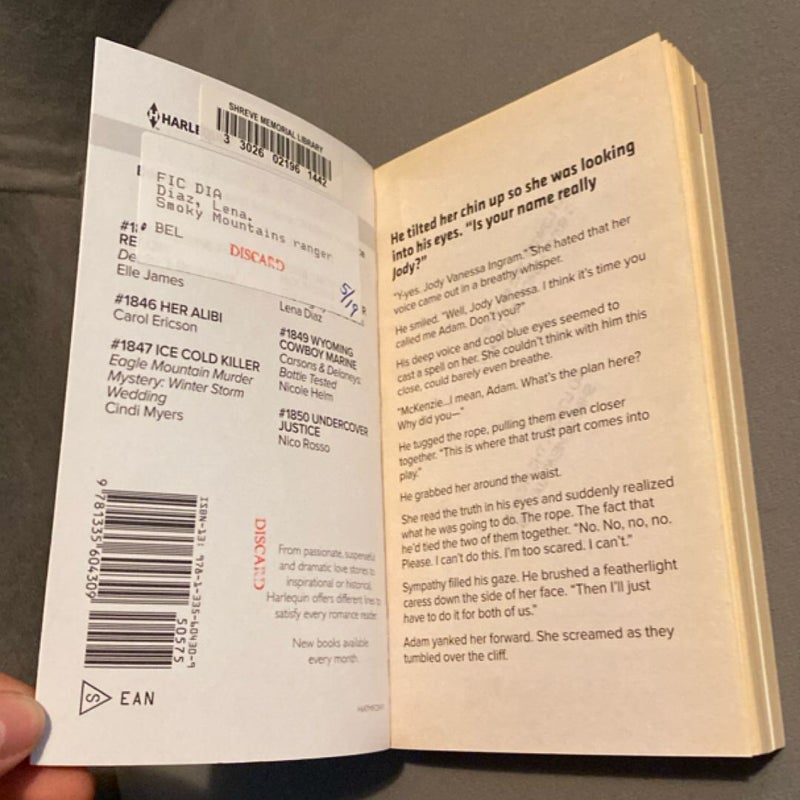 HARLE
SHREVE MEMORIAL LIBRARY
3 3026 02196 1442
FIC DIA
Diaz, Lena.
Smoky Mountains ranger
BEL
DISCARD
5/19
RE
De
Elle James
#1846 HER ALIBI
Carol Ericson
#1847 ICE COLD KILLER
Eagle Mountain Murder
Mystery: Winter Storm
Wedding
Cindi Myers
R
Lena Diaz
#1849 WYOMING
COWBOY MARINE
Carsons & Delaneys:
Battle Tested
Nicole Helm
#1850 UNDERCOVER
JUSTICE
Nico Rosso
9 781335 604309
ISBN-13: 978-1-335-60430-9
50575
S EAN
DISCARD
From passionate, suspenseful
and dramatic love stories to
inspirational or historical,
Harlequin offers different lines to
satisfy every romance reader.
New books available
every month.
He tilted her chin up so she was looking
into his eyes. "Is your name really
Jody?"
"Y-yes. Jody Vanessa Ingram." She hated that her
voice came out in a breathy whisper.
He smiled. "Well, Jody Vanessa. I think it's time you
called me Adam. Don't you?"
His deep voice and cool blue eyes seemed to
cast a spell on her. She couldn't think with him this
close, could barely even breathe.
"McKenzie...I mean, Adam. What's the plan here?
Why did you—"
He tugged the rope, pulling them even closer
together. "This is where that trust part comes into
play."
He grabbed her around the waist.
She read the truth in his eyes and suddenly realized
what he was going to do. The rope. The fact that
he'd tied the two of them together. "No. No, no, no.
Please. I can't do this. I'm too scared. I can't."
Sympathy filled his gaze. He brushed a featherlight
caress down the side of her face. "Then I'll just
have to do it for both of us."
Adam yanked her forward. She screamed as they
tumbled over the cliff.